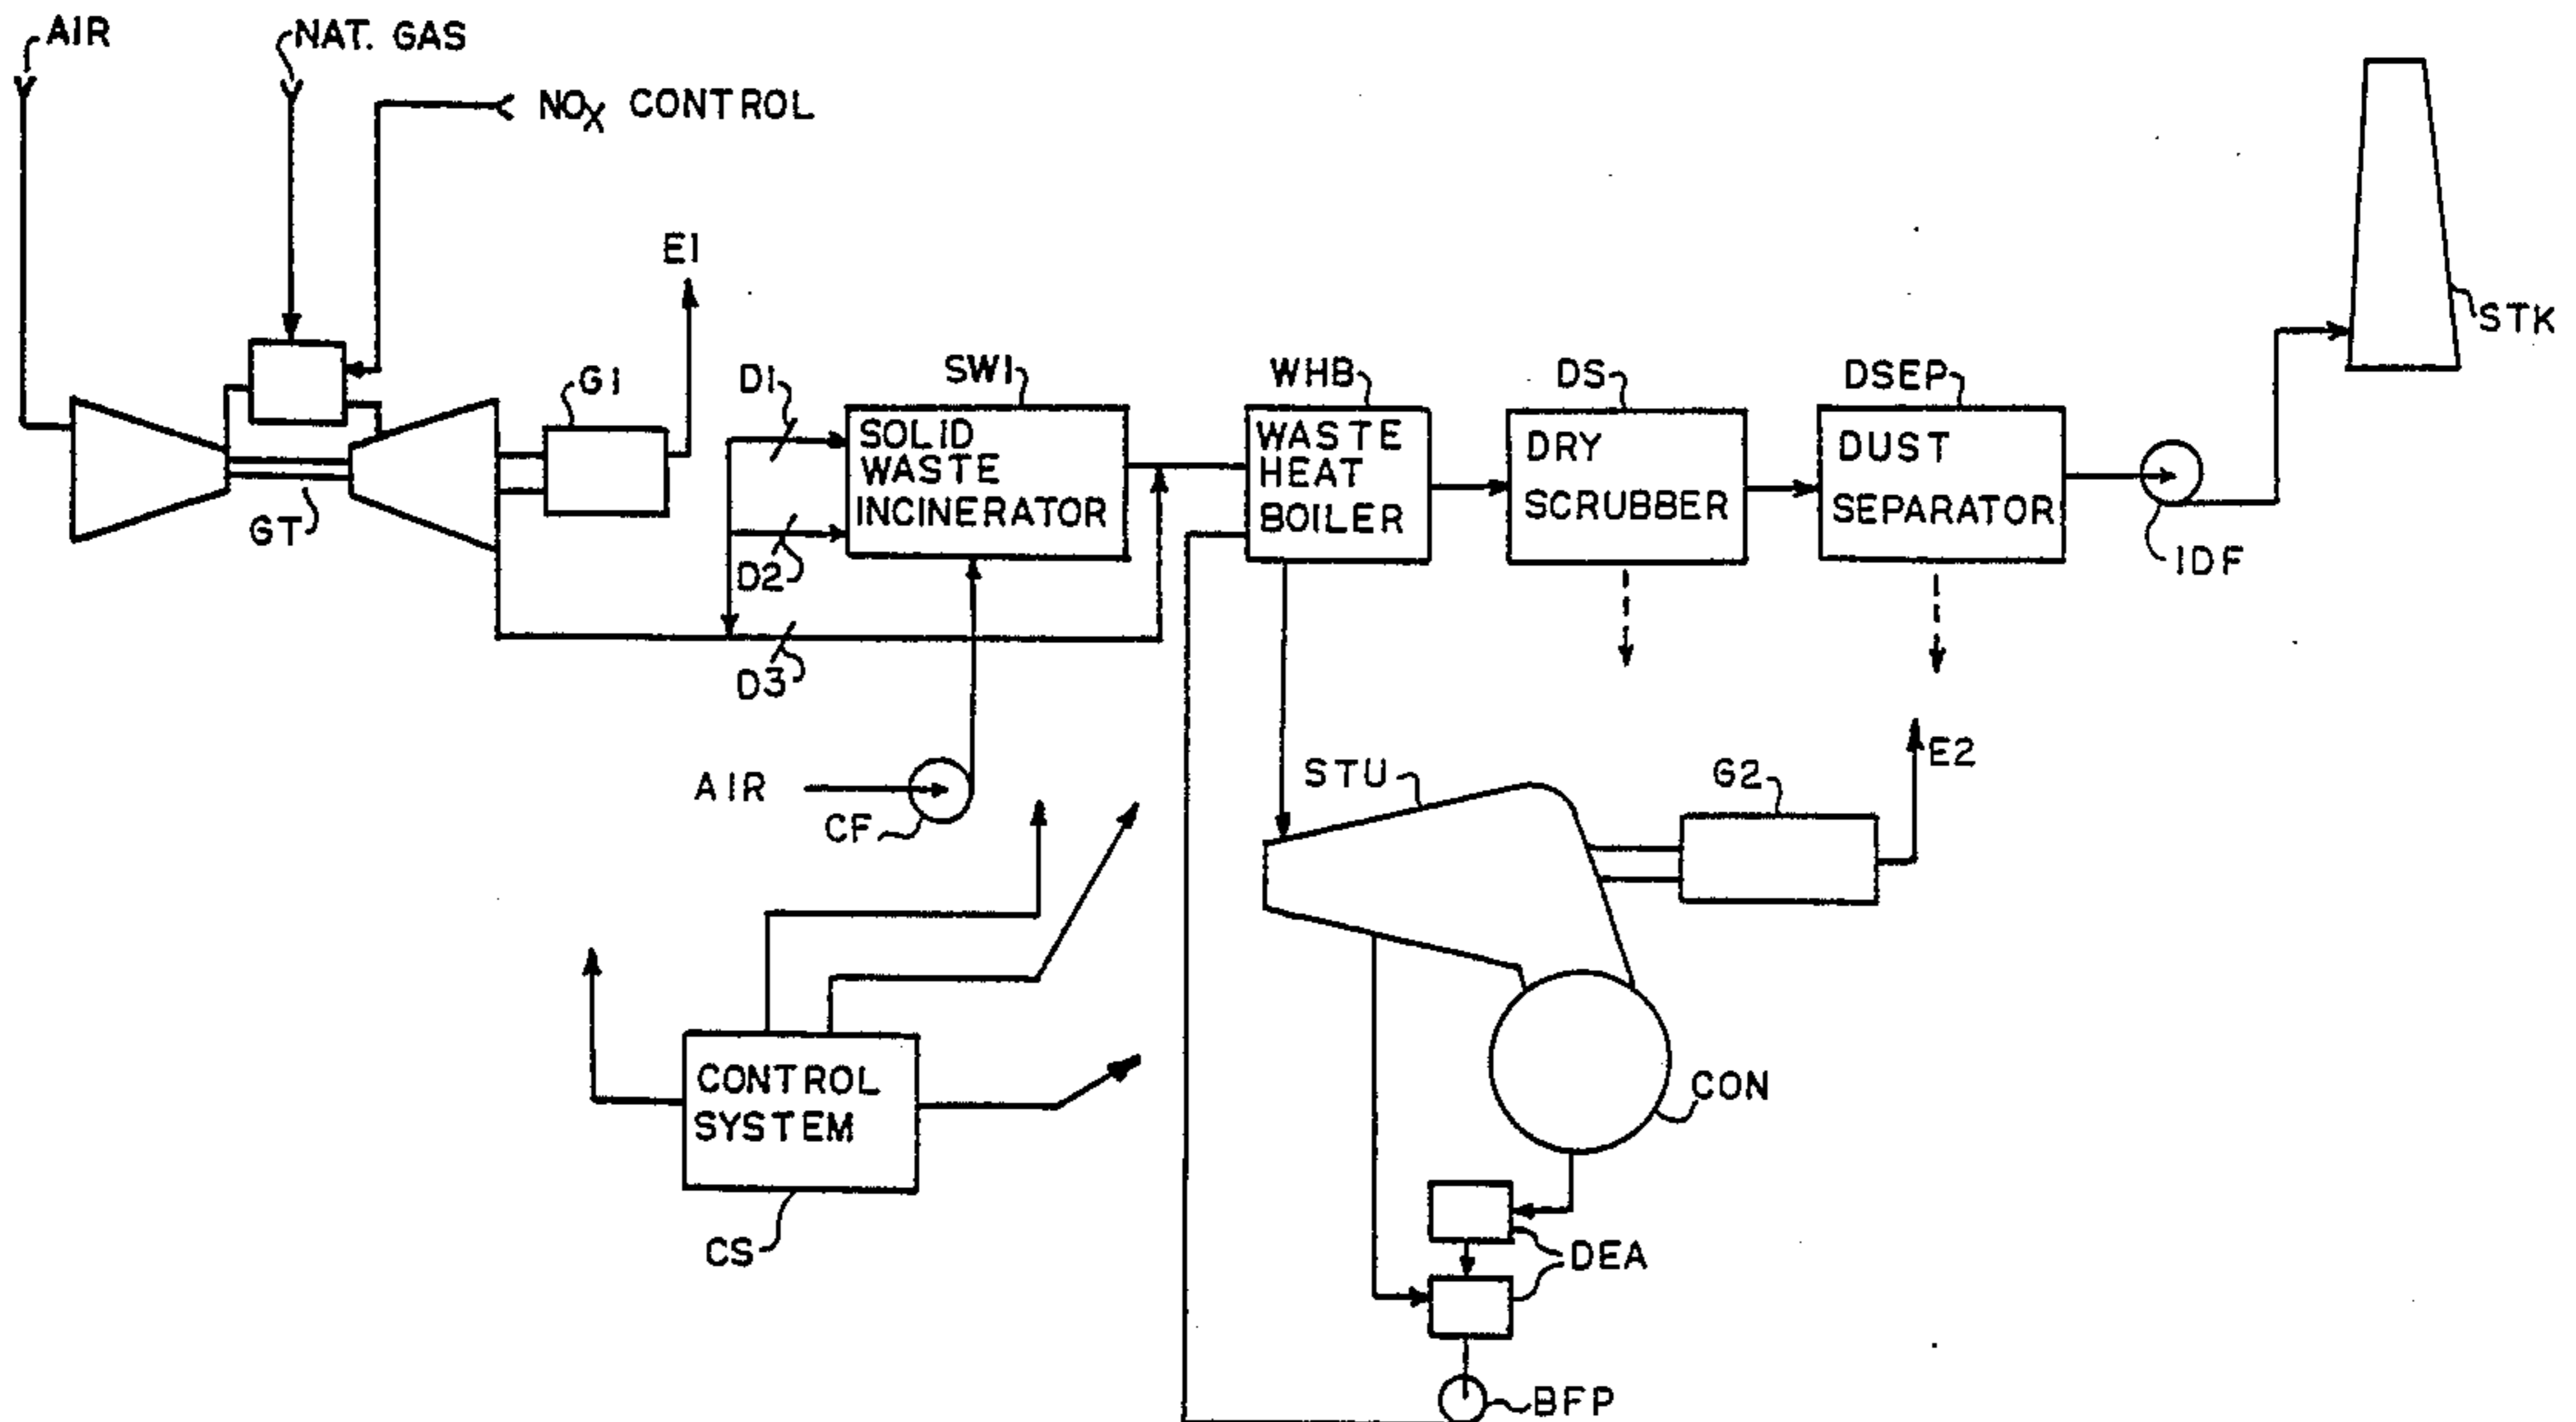 AIR
NAT. GAS
NOX CONTROL
E1
STK
G1
D1
SWI
WHB
DS
DSEP
SOLID
WASTE
INCINERATOR
WASTE
HEAT
BOILER
DRY
SCRUBBER
DUST
SEPARATOR
GT
D2
IDF
D3
AIR
CF
STU
G2
E2
CONTROL
SYSTEM
CON
CS
DEA
BFP